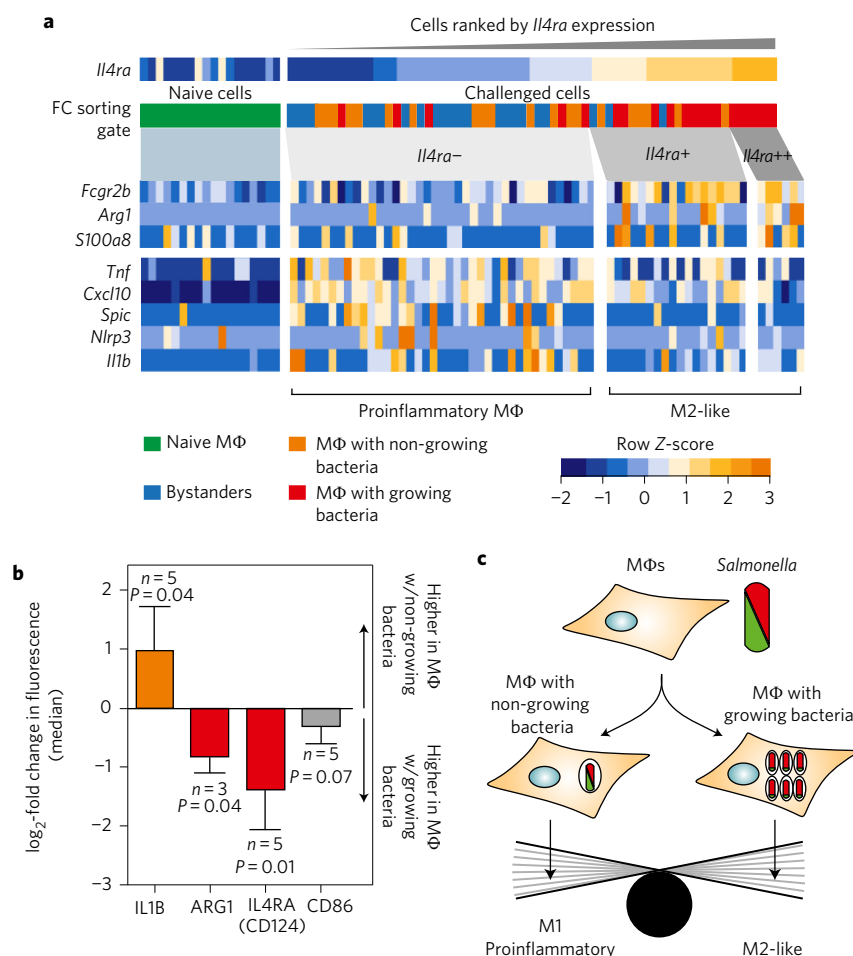 a
Cells ranked by Il4ra expression
Il4ra
Naive cells
Challenged cells
FC sorting
gate
Il4ra−
Il4ra+
Il4ra++
Fcgr2b
Arg1
S100a8
Tnf
Cxcl10
Spic
Nlrp3
Il1b
Proinflammatory MΦ
M2-like
Naive MΦ
MΦ with non-growing
bacteria
Bystanders
MΦ with growing
bacteria
Row Z-score
−2 −1 0 1 2 3
b
log2-fold change in fluorescence
(median)
2
1
0
−1
−2
−3
n = 5
P = 0.04
n = 3
P = 0.04
n = 5
P = 0.01
n = 5
P = 0.07
IL1B
ARG1
IL4RA
(CD124)
CD86
Higher in MΦ
w/non-growing
bacteria
Higher in MΦ
w/growing
bacteria
c
MΦs
Salmonella
MΦ with
non-growing
bacteria
MΦ with
growing bacteria
M1
Proinflammatory
M2-like